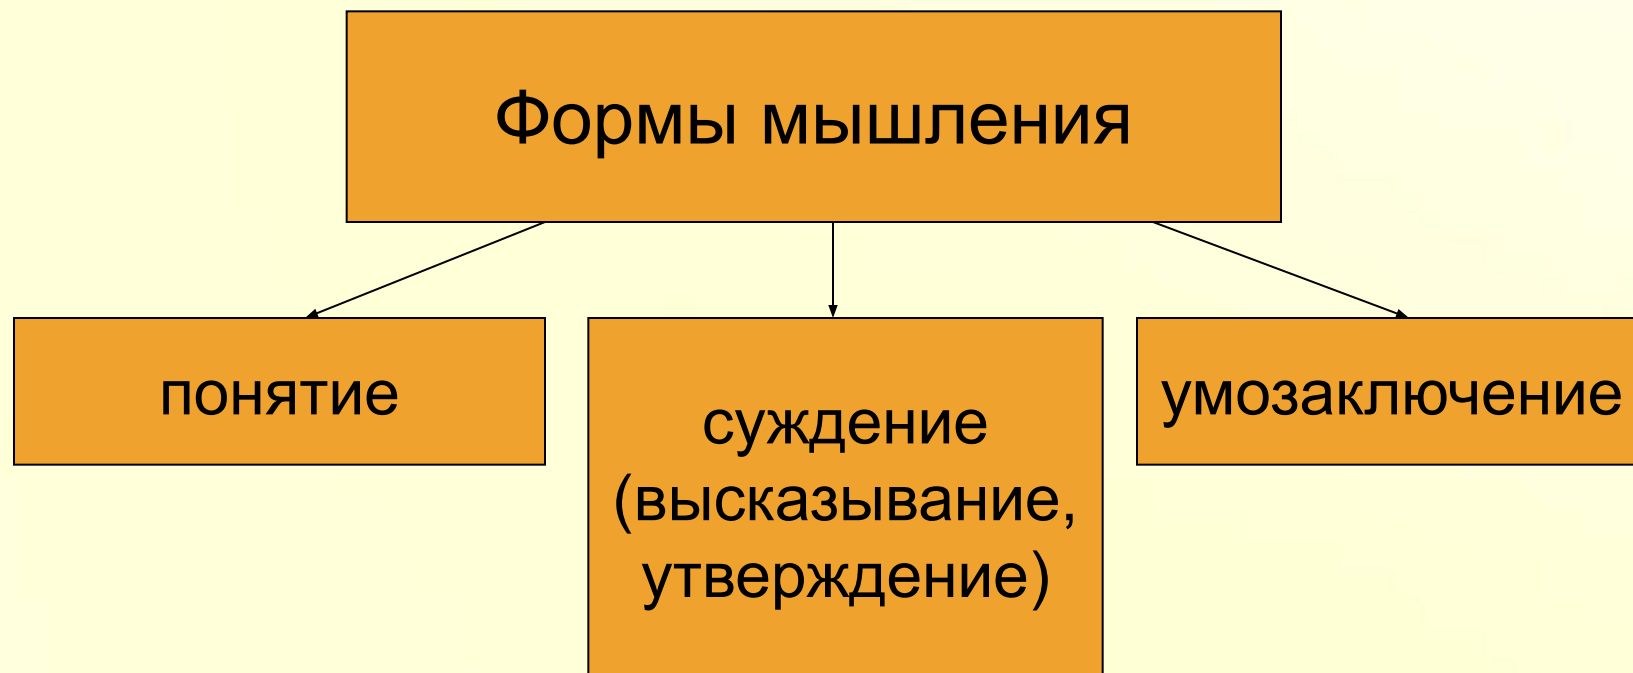 Формы мышления
понятие
суждение
(высказывание,
утверждение)
умозаключение